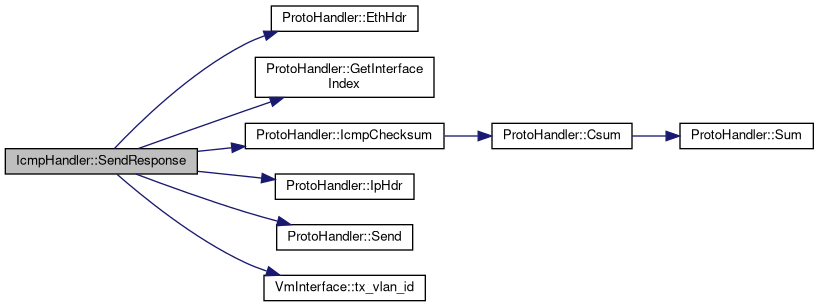 ProtoHandler::EthHdr
ProtoHandler::GetInterface
Index
IcmpHandler::SendResponse
ProtoHandler::IcmpChecksum
ProtoHandler::Csum
ProtoHandler::Sum
ProtoHandler::IpHdr
ProtoHandler::Send
VmInterface::tx_vlan_id